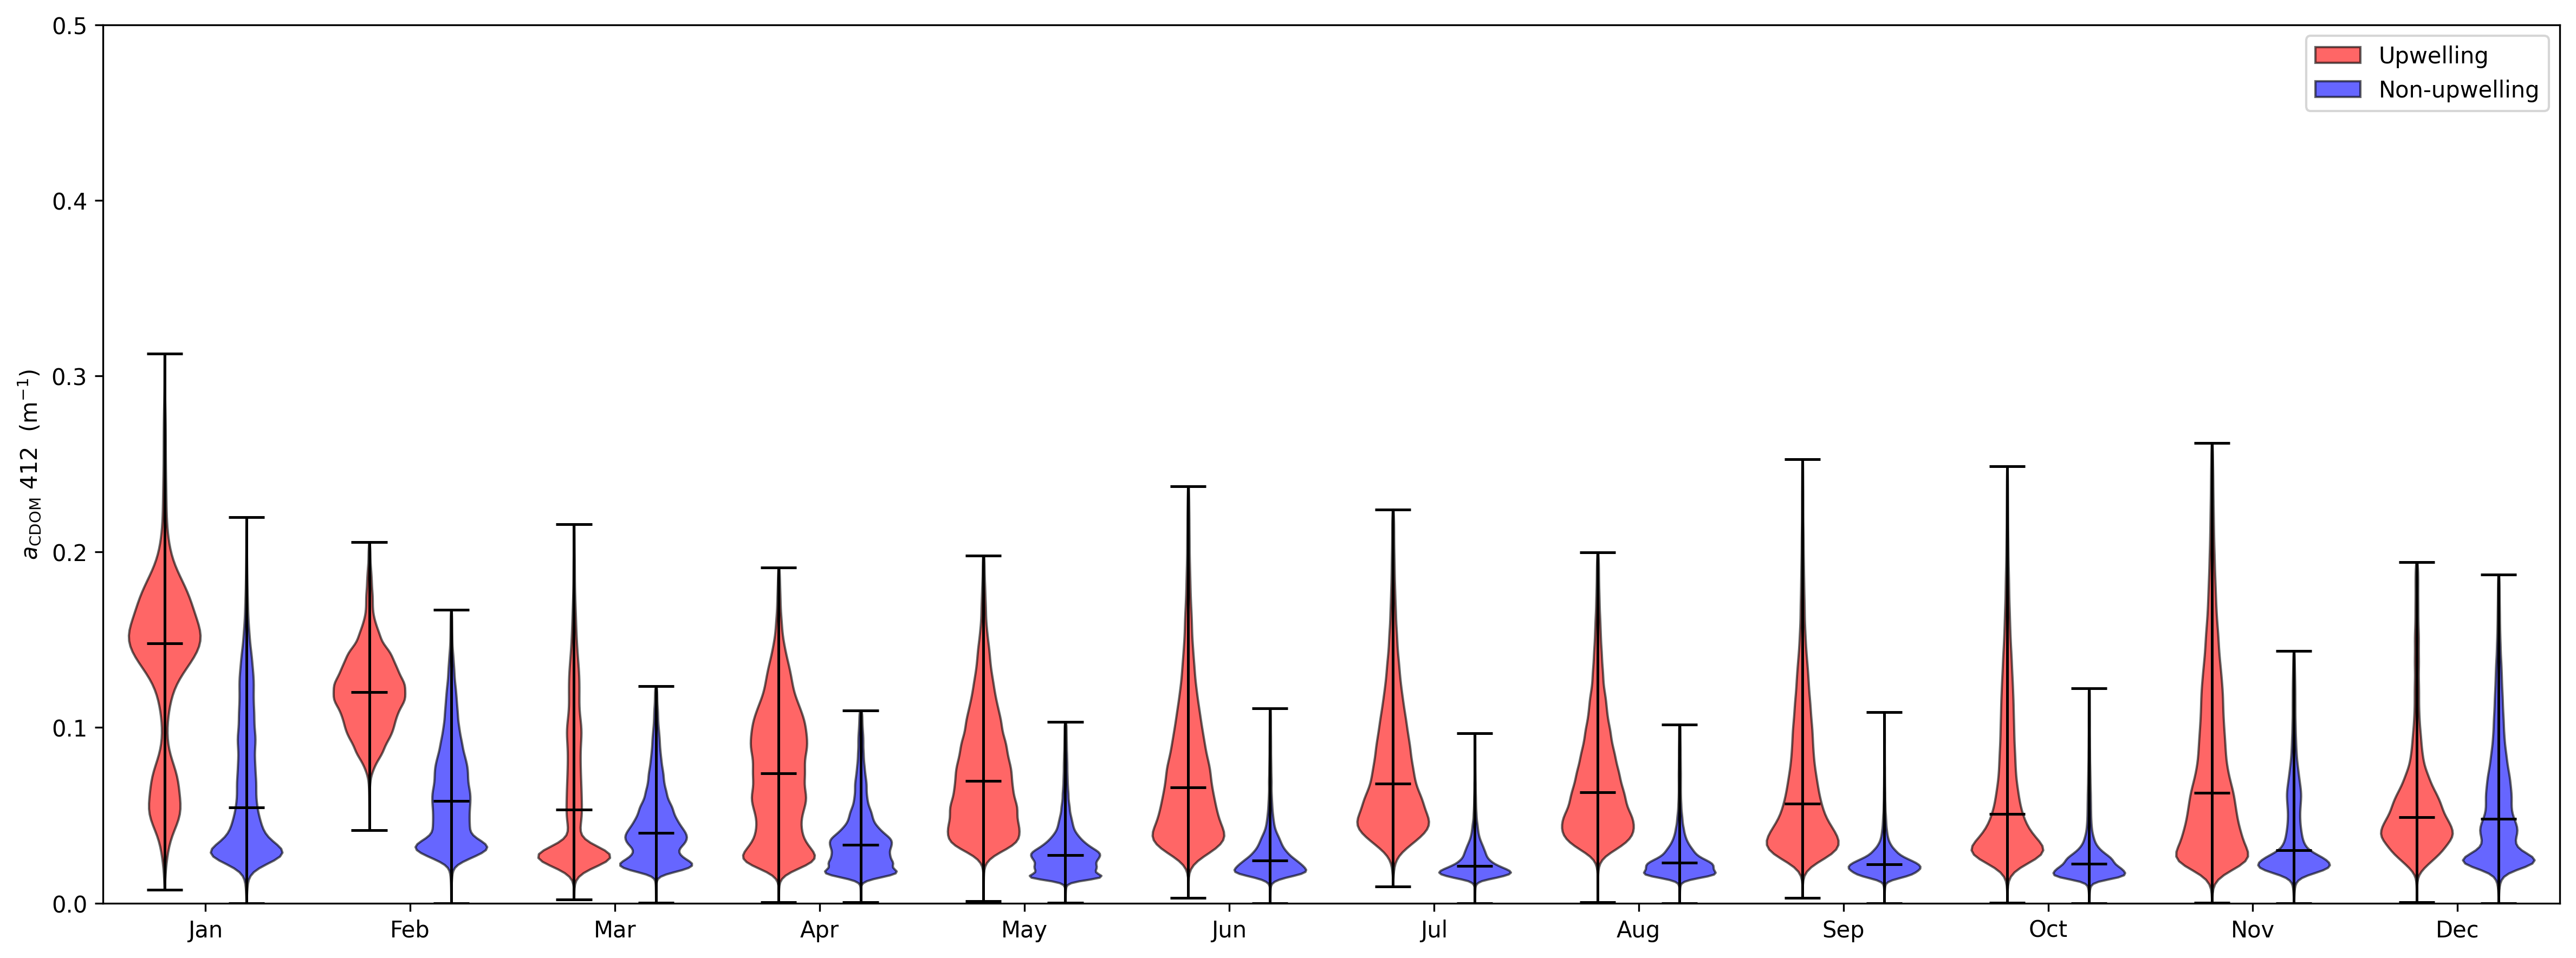 0.5
0.4
0.3
0.2
0.1
0.0
a_CDOM 412 (m⁻¹)
Upwelling
Non-upwelling
Jan Feb Mar Apr May Jun Jul Aug Sep Oct Nov Dec